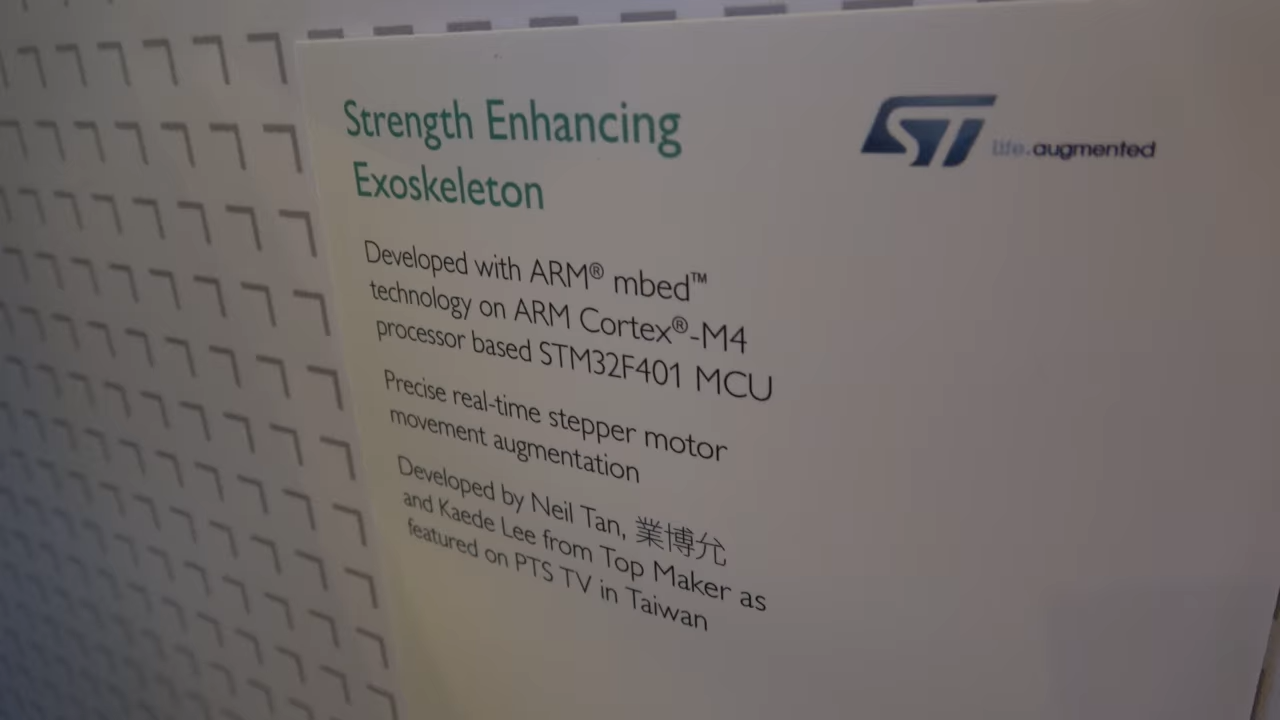 Strength Enhancing
Exoskeleton
ST life.augmented
Developed with ARM® mbed™
technology on ARM Cortex®-M4
processor based STM32F401 MCU
Precise real-time stepper motor
movement augmentation
Developed by Neil Tan, 業博允
and Kaede Lee from Top Maker as
featured on PTS TV in Taiwan